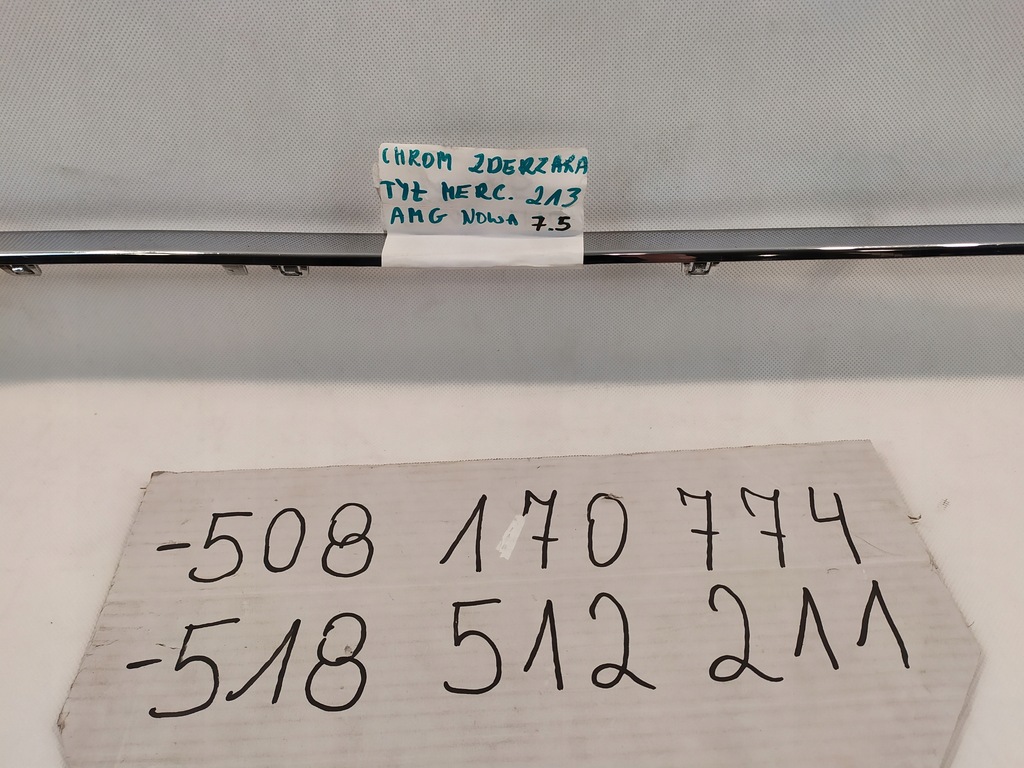 CHROM ZDERZAKA
TYŁ MERC. 213
AMG NOWA 7.5
-508 170 774
-518 512 211